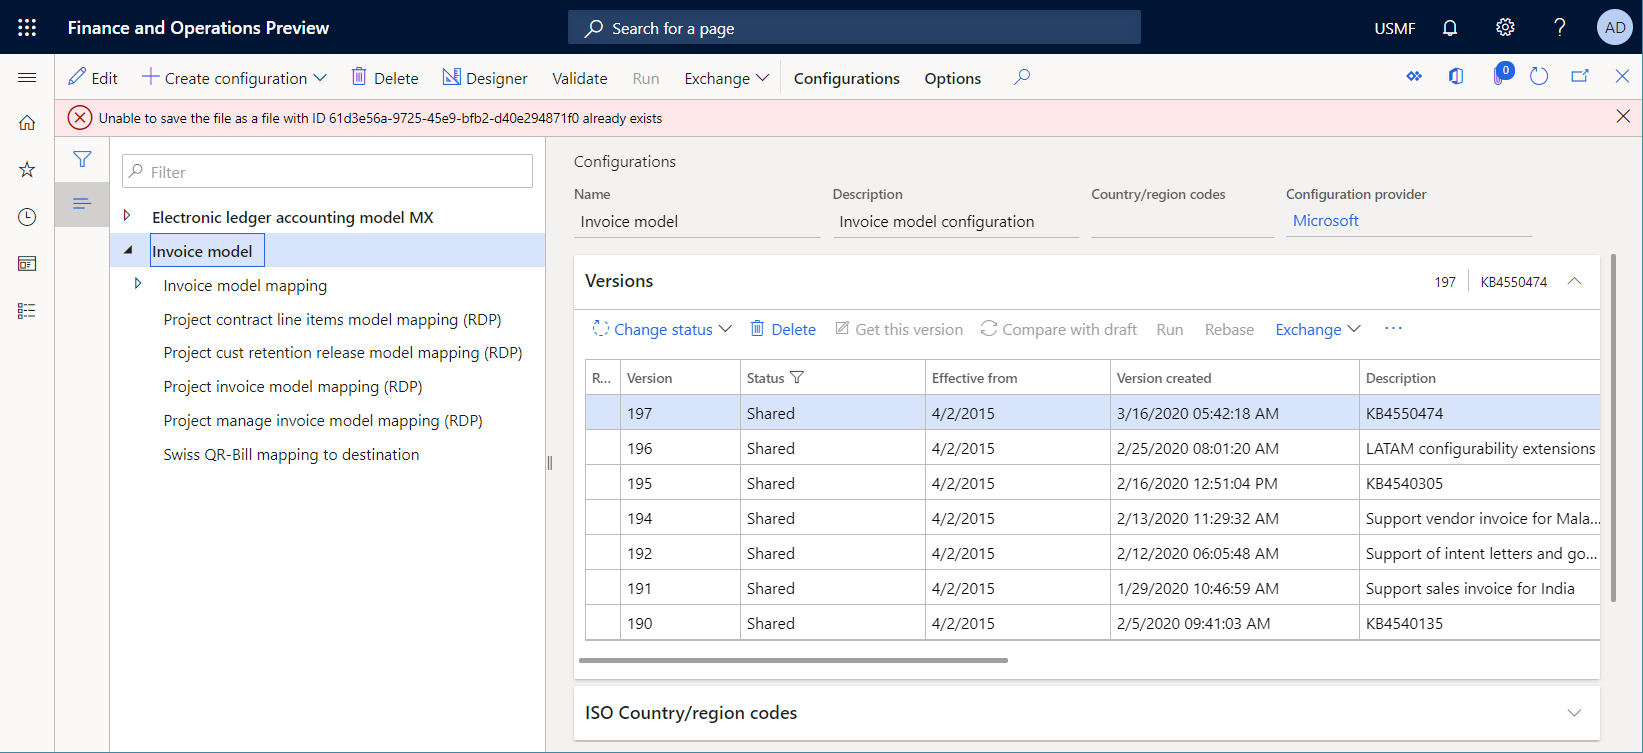 Finance and Operations Preview
Search for a page
USMF
AD
Edit
Create configuration
Delete
Designer
Validate
Run
Exchange
Configurations
Options
0
Unable to save the file as a file with ID 61d3e56a-9725-45e9-bfb2-d40e294871f0 already exists
Filter
Electronic ledger accounting model MX
Invoice model
Invoice model mapping
Project contract line items model mapping (RDP)
Project cust retention release model mapping (RDP)
Project invoice model mapping (RDP)
Project manage invoice model mapping (RDP)
Swiss QR-Bill mapping to destination
Configurations
Name Description Country/region codes Configuration provider
Invoice model Invoice model configuration Microsoft
Versions 197 KB4550474
Change status Delete Get this version Compare with draft Run Rebase Exchange ...
R... Version Status Effective from Version created Description
197 Shared 4/2/2015 3/16/2020 05:42:18 AM KB4550474
196 Shared 4/2/2015 2/25/2020 08:01:20 AM LATAM configurability extensions
195 Shared 4/2/2015 2/16/2020 12:51:04 PM KB4540305
194 Shared 4/2/2015 2/13/2020 11:29:32 AM Support vendor invoice for Mala...
192 Shared 4/2/2015 2/12/2020 06:05:48 AM Support of intent letters and go...
191 Shared 4/2/2015 1/29/2020 10:46:59 AM Support sales invoice for India
190 Shared 4/2/2015 2/5/2020 09:41:03 AM KB4540135
ISO Country/region codes